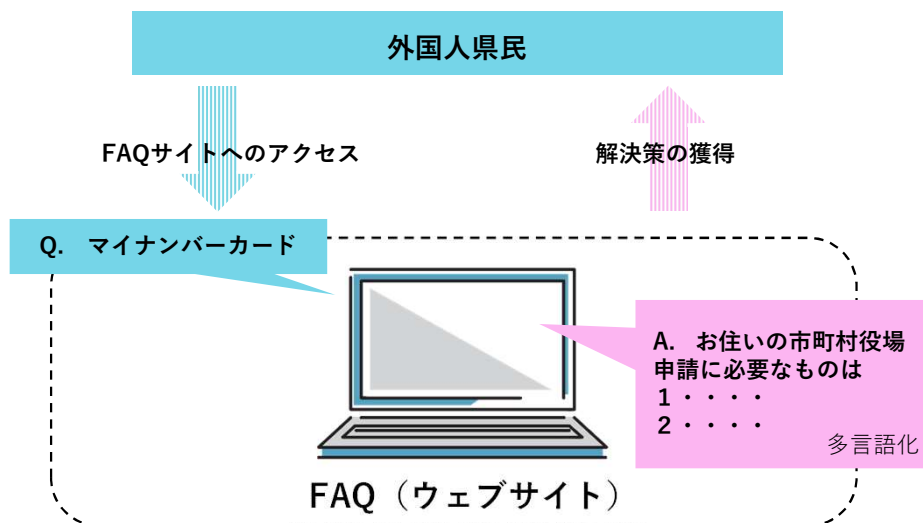 外国人県民
FAQサイトへのアクセス
解決策の獲得
Q.　マイナンバーカード
A.　お住いの市町村役場
申請に必要なものは
1・・・・
2・・・・
多言語化
FAQ（ウェブサイト）